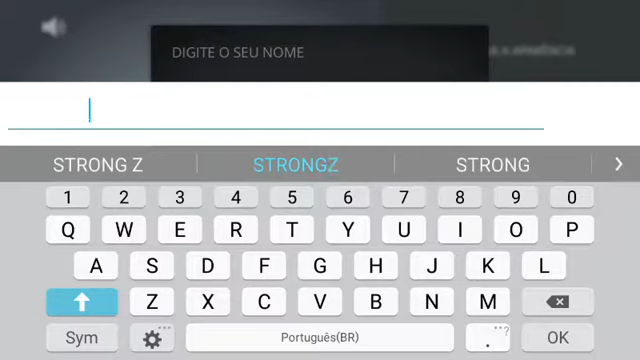 DIGITE O SEU NOME
STRONG Z STRONGZ STRONG
1 2 3 4 5 6 7 8 9 0
Q W E R T Y U I O P
A S D F G H J K L
Z X C V B N M
Sym Português(BR) . ...? OK